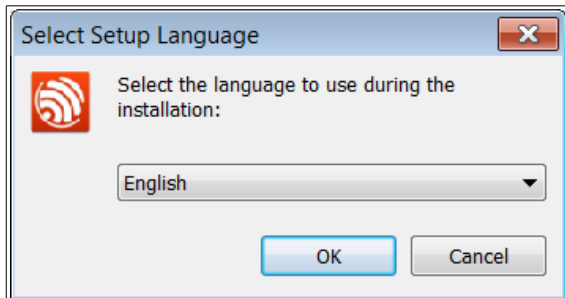 Select Setup Language
Select the language to use during the
installation:
English
OK
Cancel